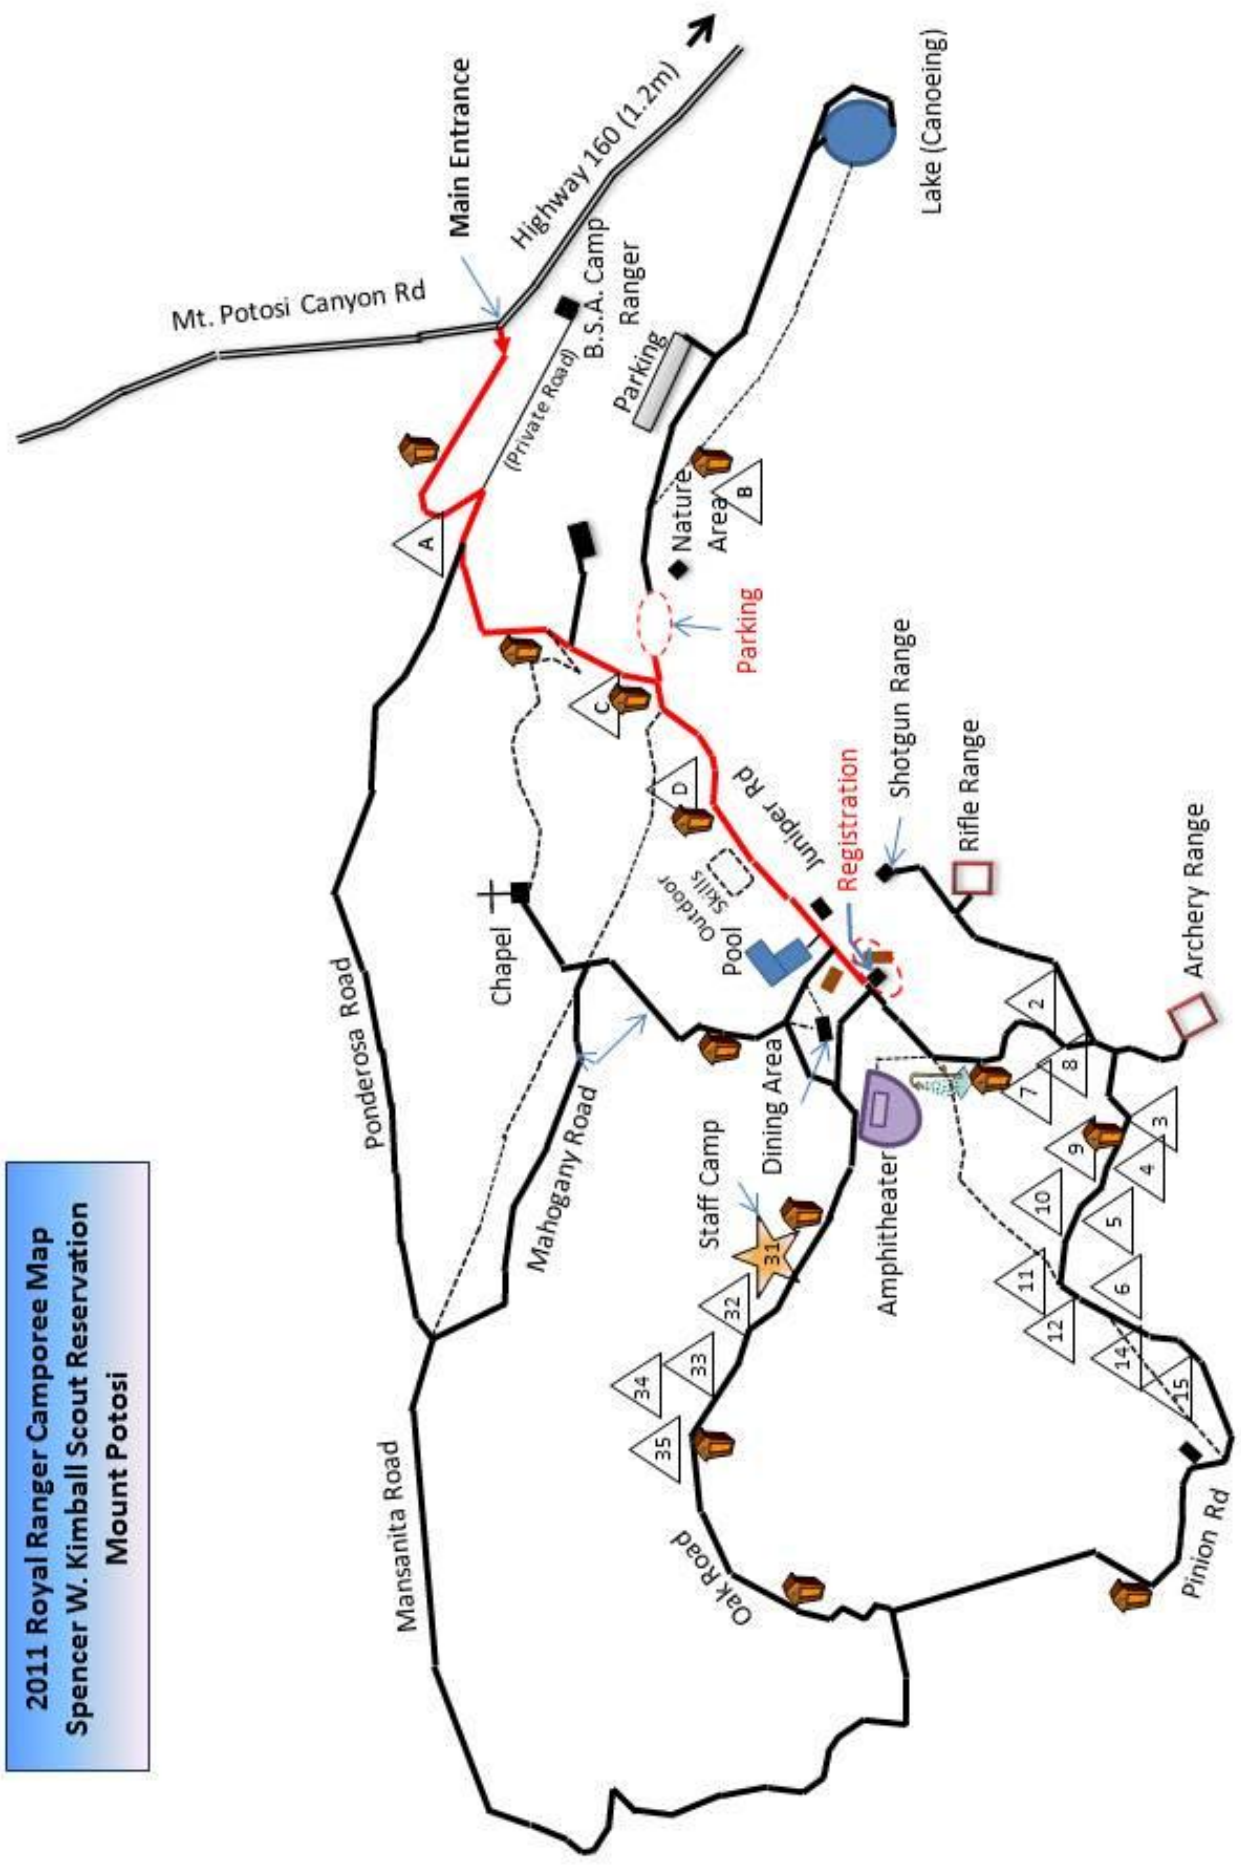 2011 Royal Ranger Camporee Map
Spencer W. Kimball Scout Reservation
Mount Potosi
Mt. Potosi Canyon Rd
Main Entrance
Highway 160 (1.2m)
(Private Road)
B.S.A. Camp
Ranger
Parking
Lake (Canoeing)
Nature
Area
A
B
C
D
Parking
Ponderosa Road
Chapel
Mahogany Road
Mansanita Road
Juniper Rd
Outdoor
Skills
Pool
Registration
Shotgun Range
Rifle Range
Archery Range
Dining Area
Staff Camp
Amphitheater
Oak Road
Pinion Rd
2
3
4
5
6
7
8
9
10
11
12
14
15
31
32
33
34
35